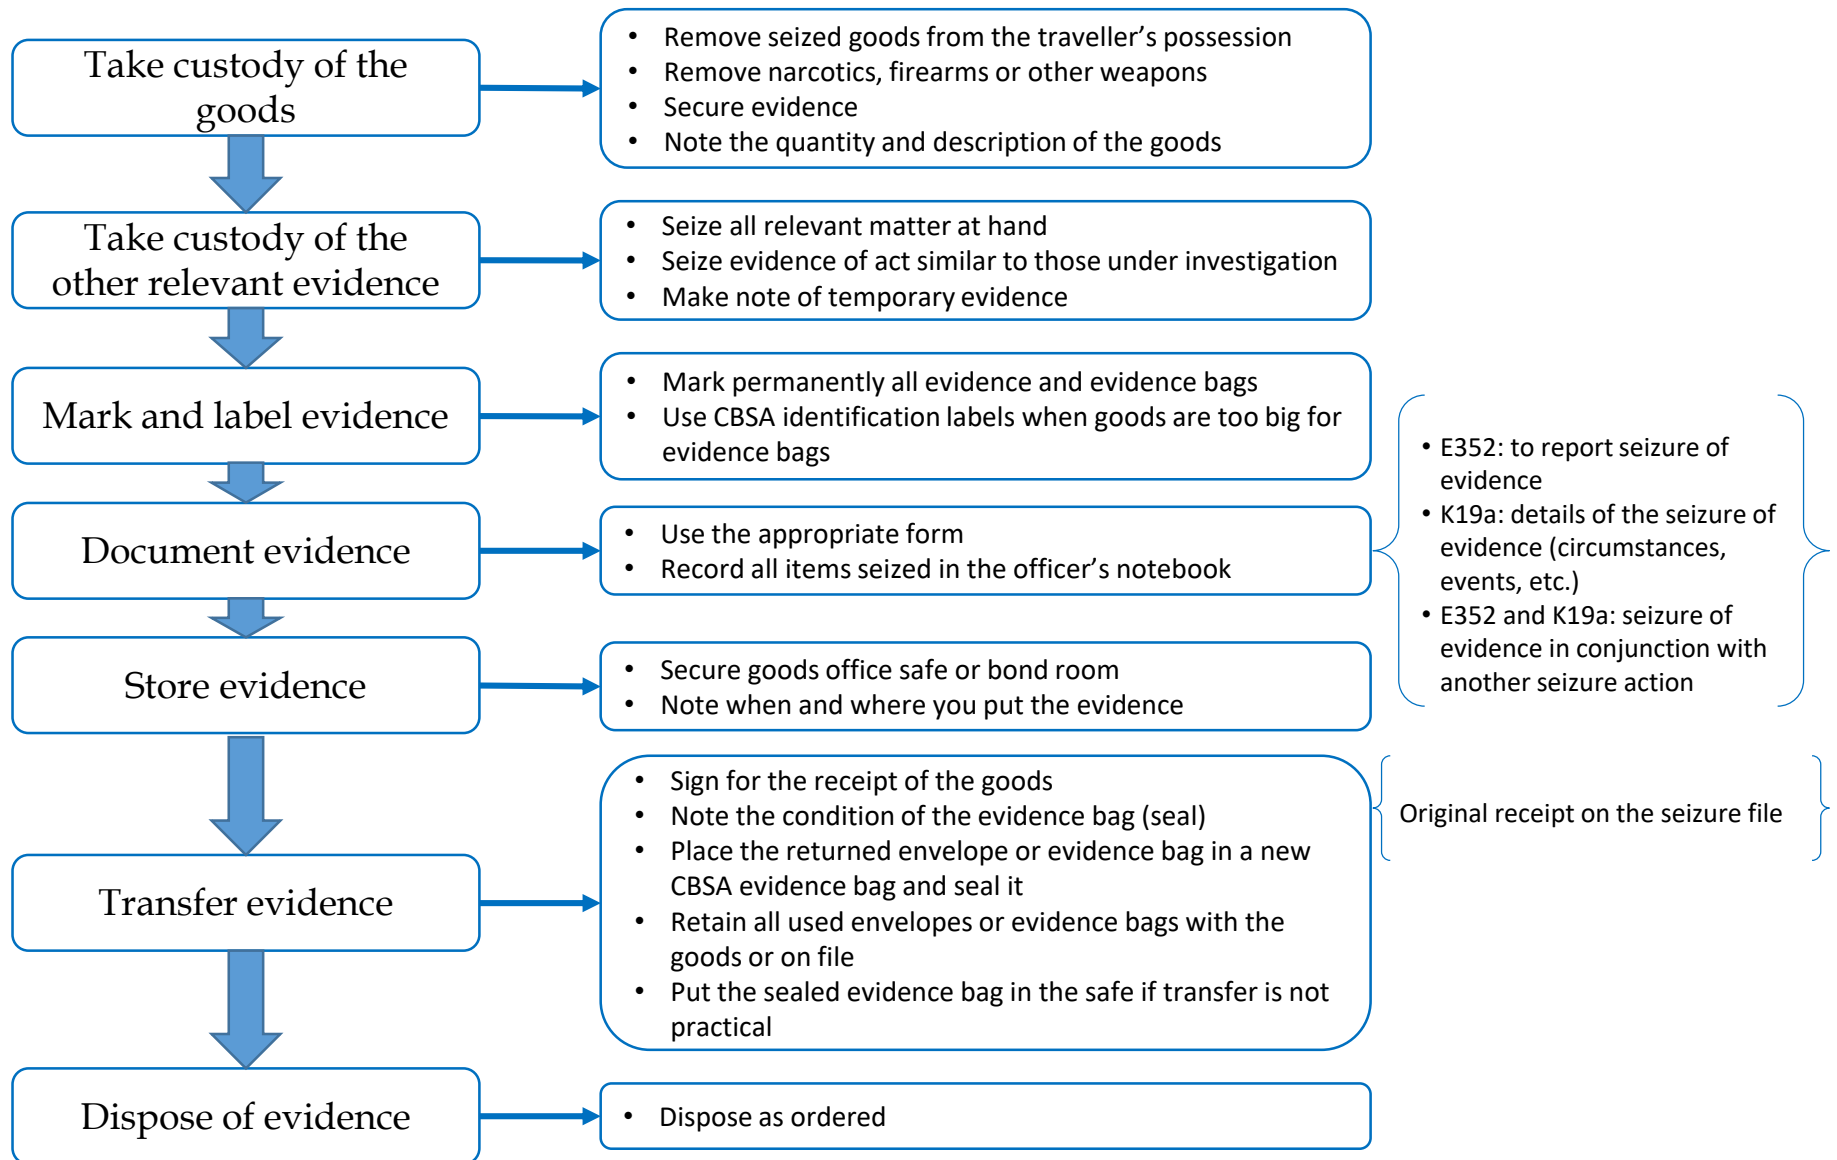 Take custody of the
goods
• Remove seized goods from the traveller’s possession
• Remove narcotics, firearms or other weapons
• Secure evidence
• Note the quantity and description of the goods
Take custody of the
other relevant evidence
• Seize all relevant matter at hand
• Seize evidence of act similar to those under investigation
• Make note of temporary evidence
Mark and label evidence
• Mark permanently all evidence and evidence bags
• Use CBSA identification labels when goods are too big for
evidence bags
Document evidence
• Use the appropriate form
• Record all items seized in the officer’s notebook
• E352: to report seizure of
evidence
• K19a: details of the seizure of
evidence (circumstances,
events, etc.)
• E352 and K19a: seizure of
evidence in conjunction with
another seizure action
Store evidence
• Secure goods office safe or bond room
• Note when and where you put the evidence
Transfer evidence
• Sign for the receipt of the goods
• Note the condition of the evidence bag (seal)
• Place the returned envelope or evidence bag in a new
CBSA evidence bag and seal it
• Retain all used envelopes or evidence bags with the
goods or on file
• Put the sealed evidence bag in the safe if transfer is not
practical
Original receipt on the seizure file
Dispose of evidence
• Dispose as ordered